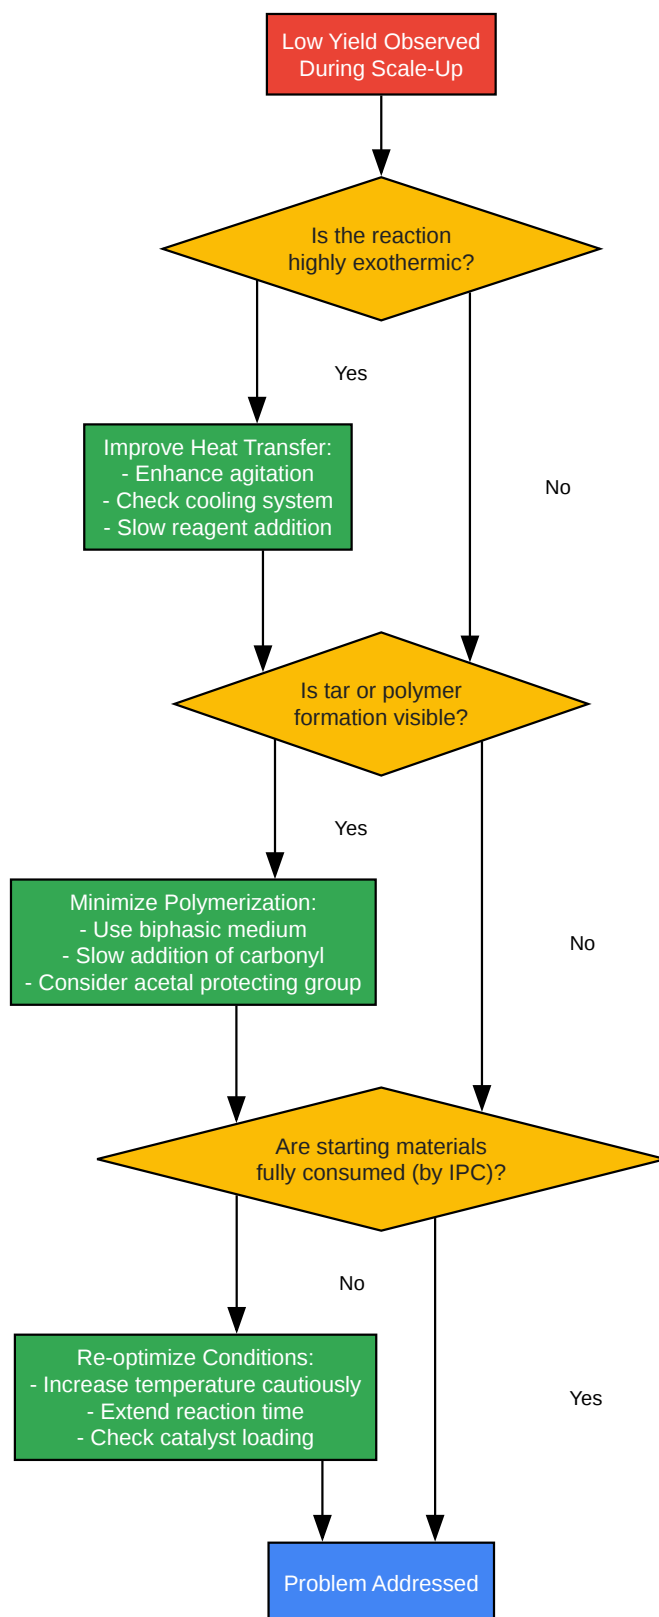 Low Yield Observed
During Scale-Up
Is the reaction
highly exothermic?
Yes
Improve Heat Transfer:
- Enhance agitation
- Check cooling system
- Slow reagent addition
No
Is tar or polymer
formation visible?
Yes
Minimize Polymerization:
- Use biphasic medium
- Slow addition of carbonyl
- Consider acetal protecting group
No
Are starting materials
fully consumed (by IPC)?
No
Re-optimize Conditions:
- Increase temperature cautiously
- Extend reaction time
- Check catalyst loading
Yes
Problem Addressed